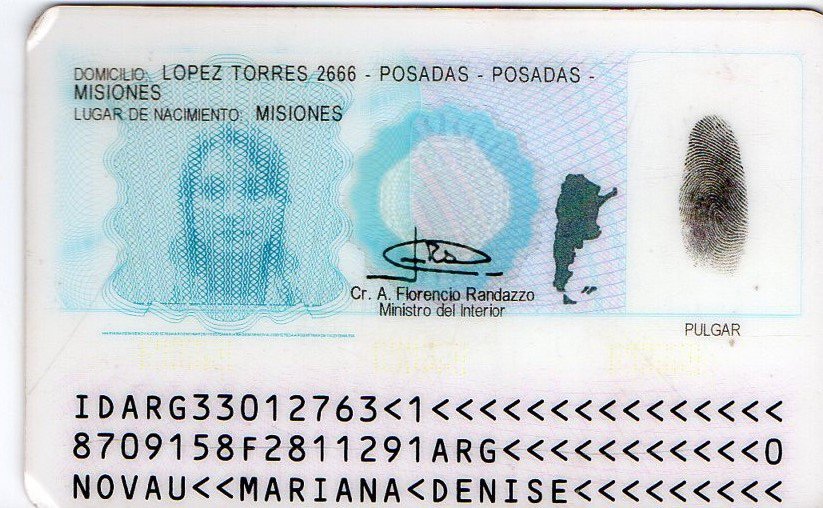 DOMICILIO: LOPEZ TORRES 2666 - POSADAS - POSADAS -
MISIONES
LUGAR DE NACIMIENTO: MISIONES
Cr. A. Florencio Randazzo
Ministro del Interior
PULGAR
IDARG33012763<1<<<<<<<<<<<<<<<
8709158F2811291ARG<<<<<<<<<<<0
NOVAU<<MARIANA<DENISE<<<<<<<<<